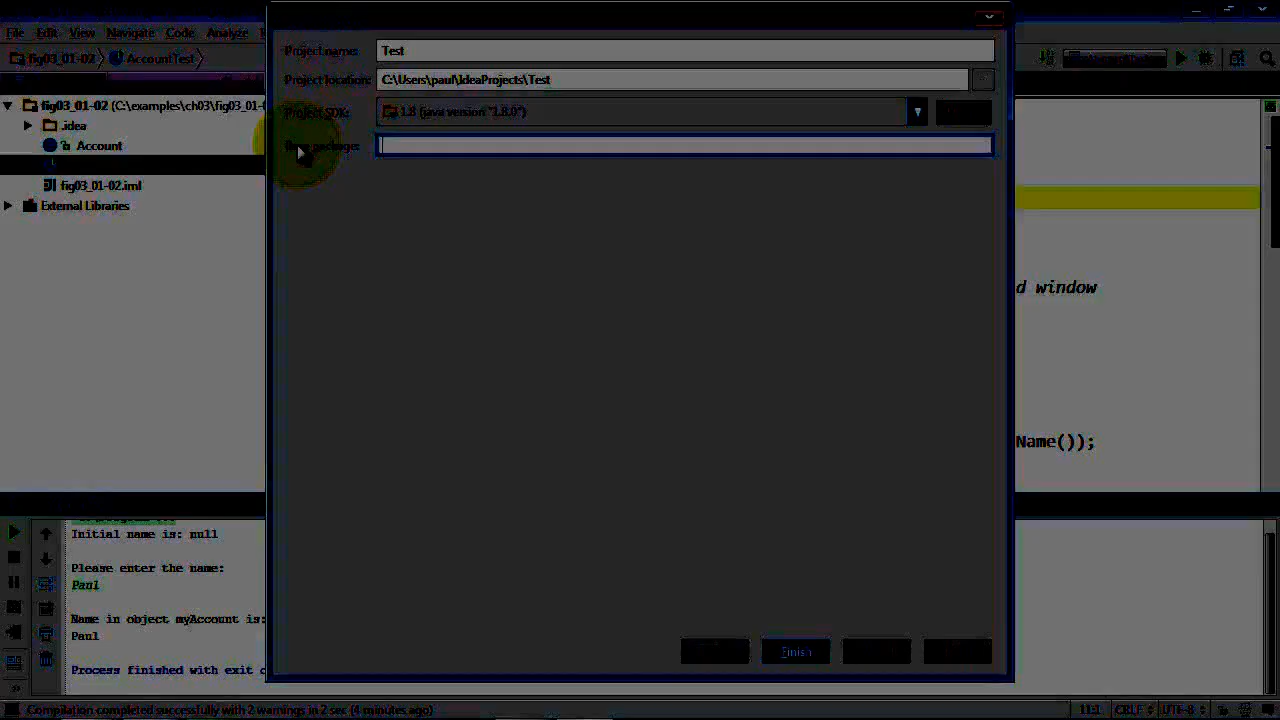 File Edit View Navigate Code Analyze
fig03_01-02 AccountTest
Project name: Test
Project location: C:\Users\paul\IdeaProjects\Test
Project SDK: 1.8 (java version "1.8.0")
package:
fig03_01-02 (C:\examples\ch03\fig03_01-0
.idea
Account
fig03_01-02.iml
External Libraries
d window
Name());
Initial name is: null
Please enter the name:
Paul
Name in object myAccount is:
Paul
Process finished with exit c
Finish
Compilation completed successfully with 2 warnings in 2 sec (4 minutes ago)
CRLF UTF-8